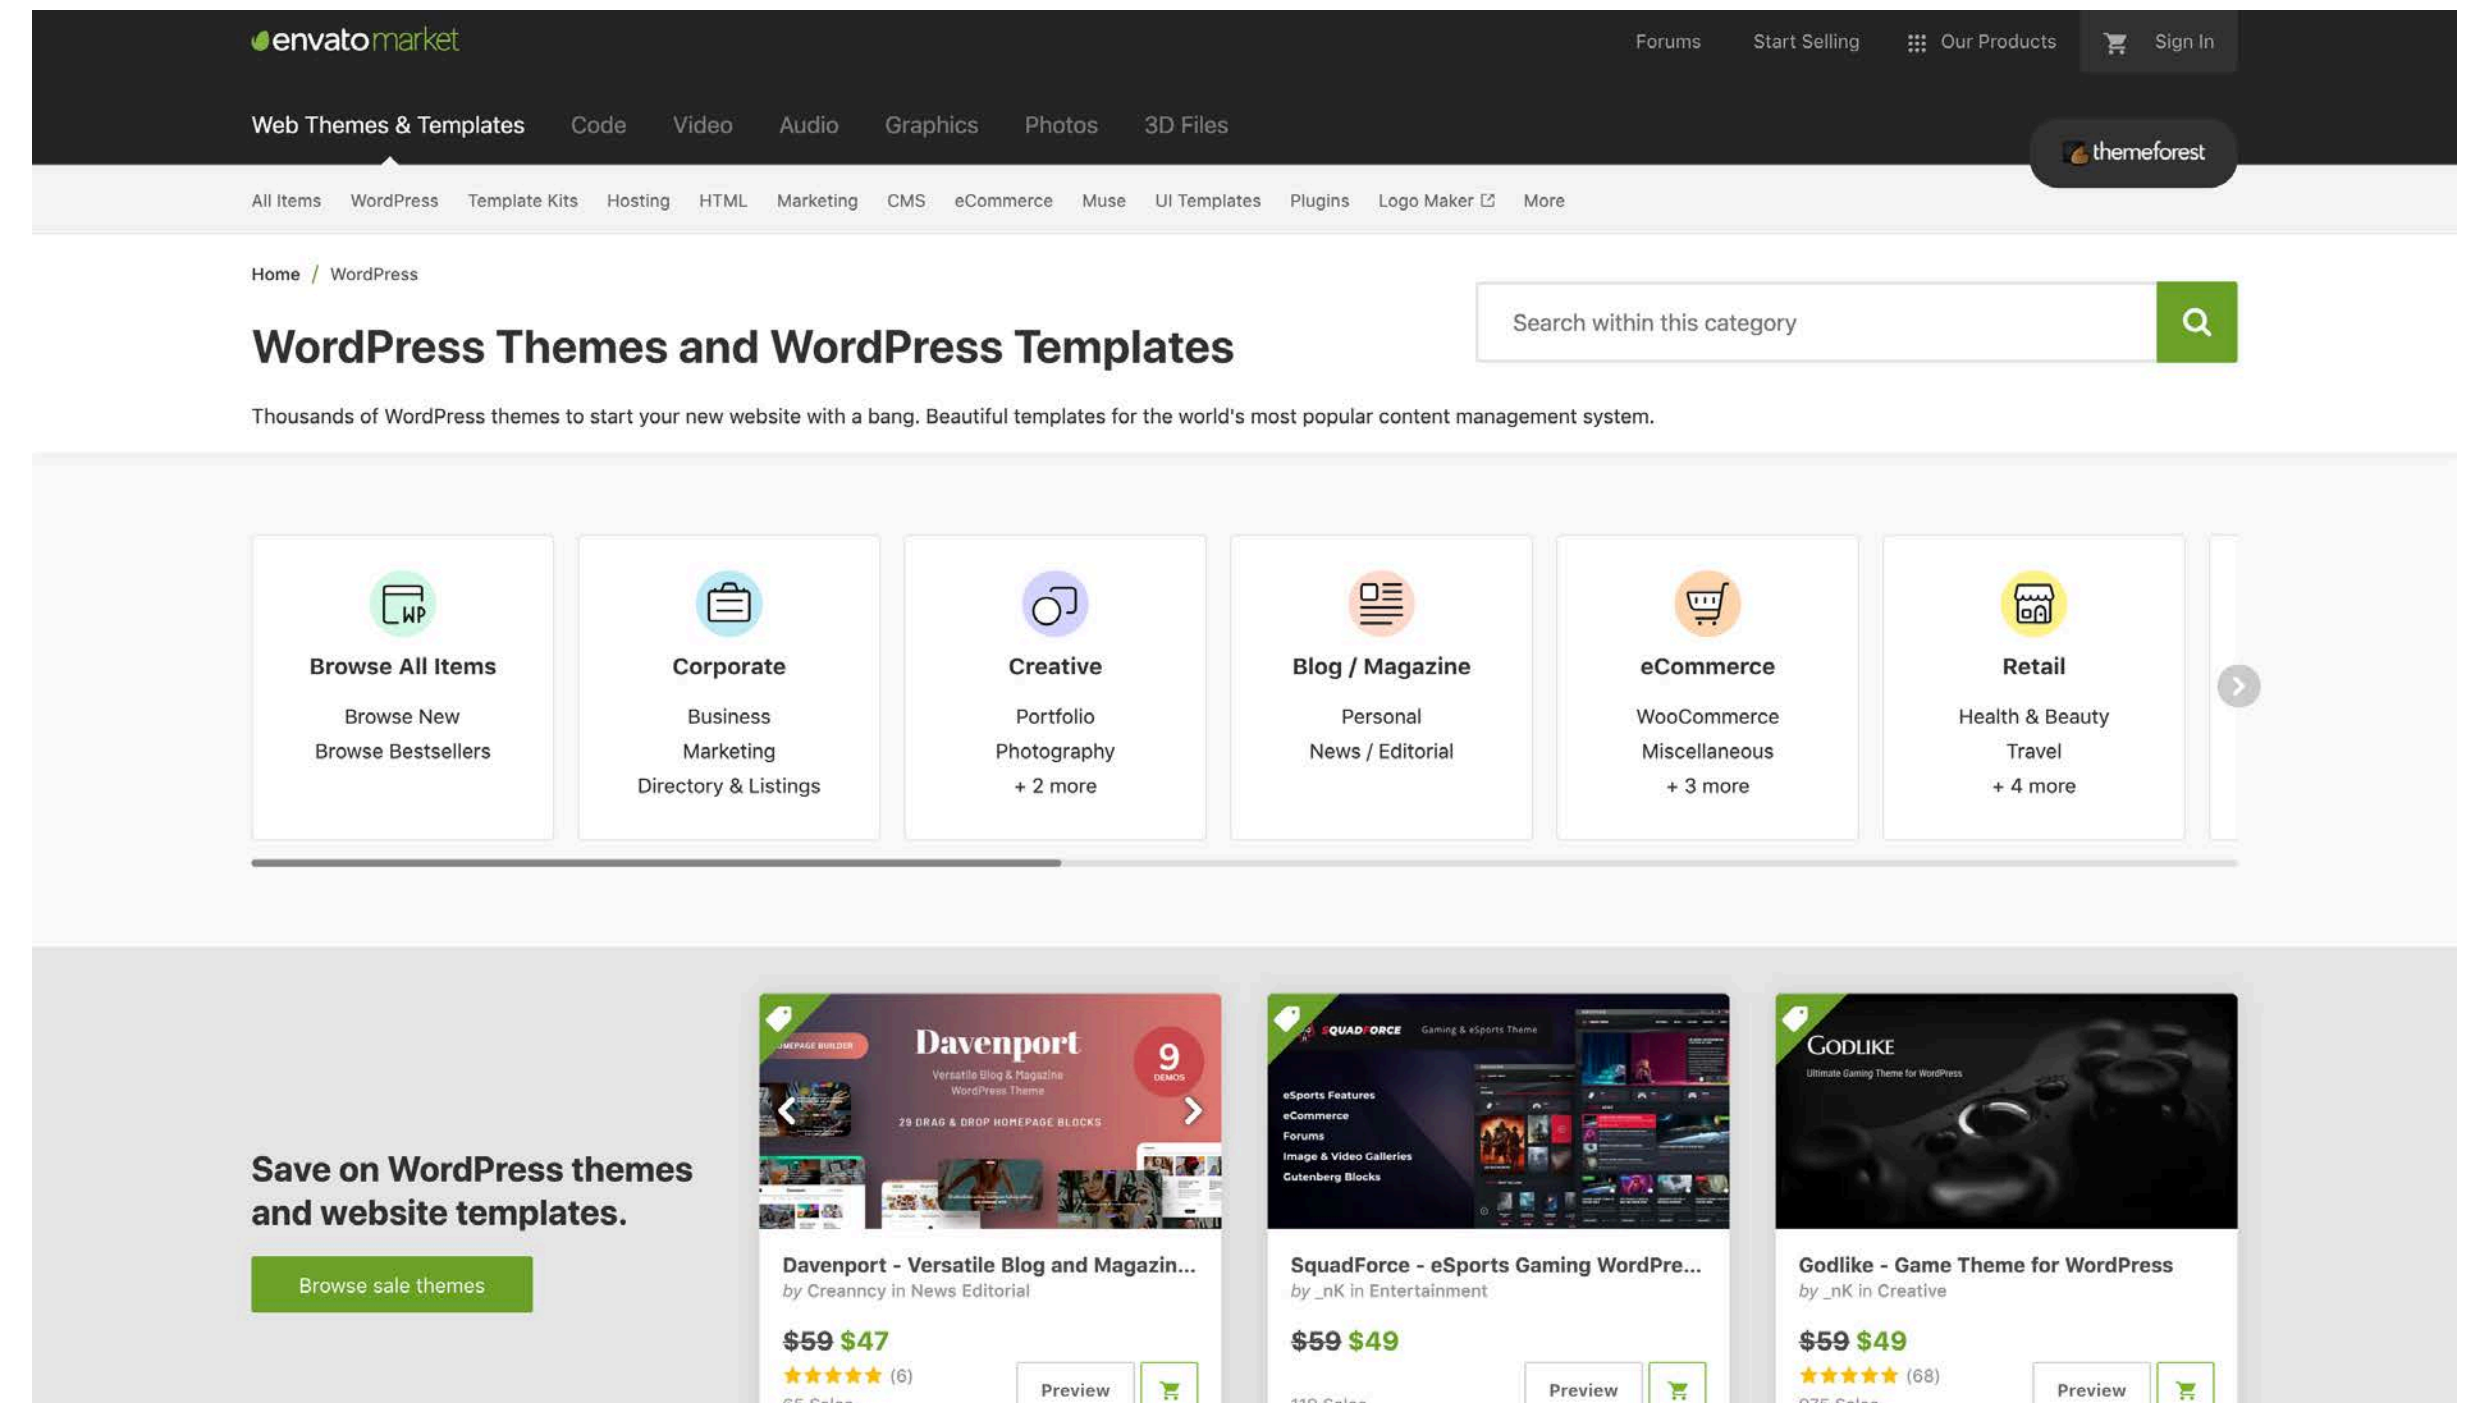 envatomarket
Forums Start Selling Our Products Sign In
Web Themes & Templates Code Video Audio Graphics Photos 3D Files
themeforest
All Items WordPress Template Kits Hosting HTML Marketing CMS eCommerce Muse UI Templates Plugins Logo Maker More
Home / WordPress
WordPress Themes and WordPress Templates
Search within this category
Thousands of WordPress themes to start your new website with a bang. Beautiful templates for the world's most popular content management system.
WP
Browse All Items
Browse New
Browse Bestsellers
Corporate
Business
Marketing
Directory & Listings
Creative
Portfolio
Photography
+ 2 more
Blog / Magazine
Personal
News / Editorial
eCommerce
WooCommerce
Miscellaneous
+ 3 more
Retail
Health & Beauty
Travel
+ 4 more
Save on WordPress themes
and website templates.
Browse sale themes
BUILDER
Davenport
Versatile Blog & Magazine
WordPress Theme
29 DRAG & DROP HOMEPAGE BLOCKS
9
DEMOS
Davenport - Versatile Blog and Magazin...
by Creanncy in News Editorial
$59 $47
(6)
Preview
SQUADFORCE Gaming & eSports Theme
eSports Features
eCommerce
Forums
Image & Video Galleries
Gutenberg Blocks
SquadForce - eSports Gaming WordPre...
by _nK in Entertainment
$59 $49
Preview
GODLIKE
Ultimate Gaming Theme for WordPress
Godlike - Game Theme for WordPress
by _nK in Creative
$59 $49
(68)
Preview